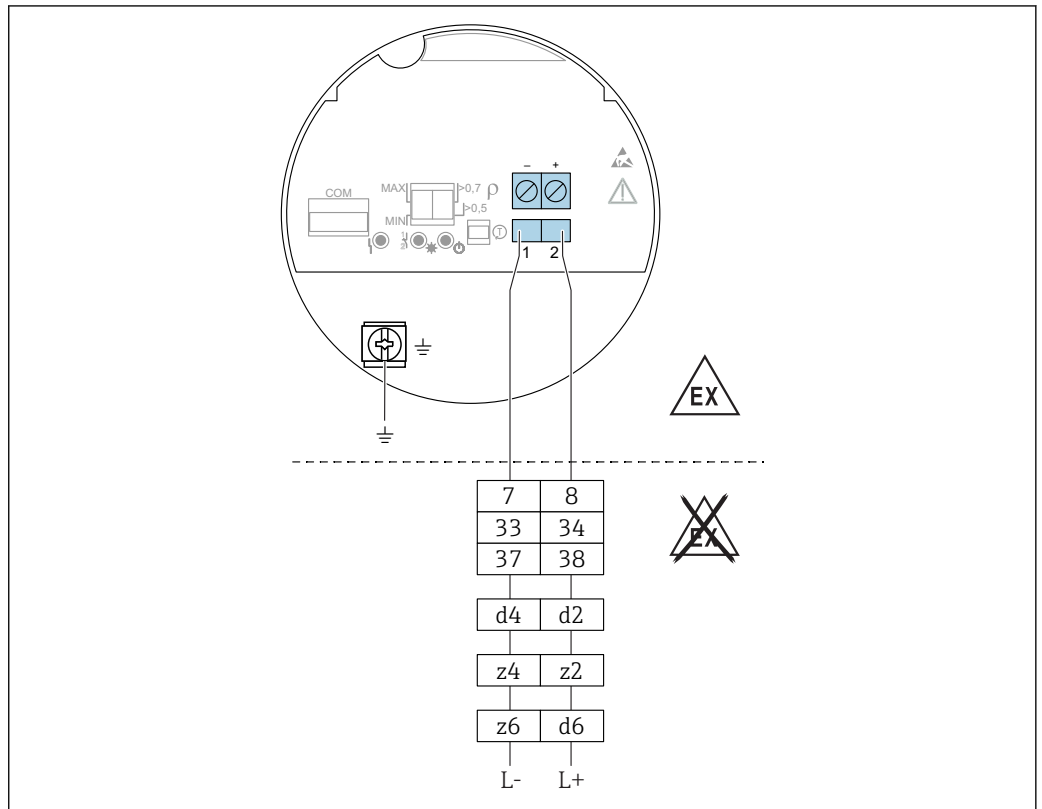 - +
COM
MAX >0,7 ρ
>0,5
MIN
1
2
T
1 2
EX
7 8
33 34
EX
37 38
d4 d2
z4 z2
z6 d6
L- L+